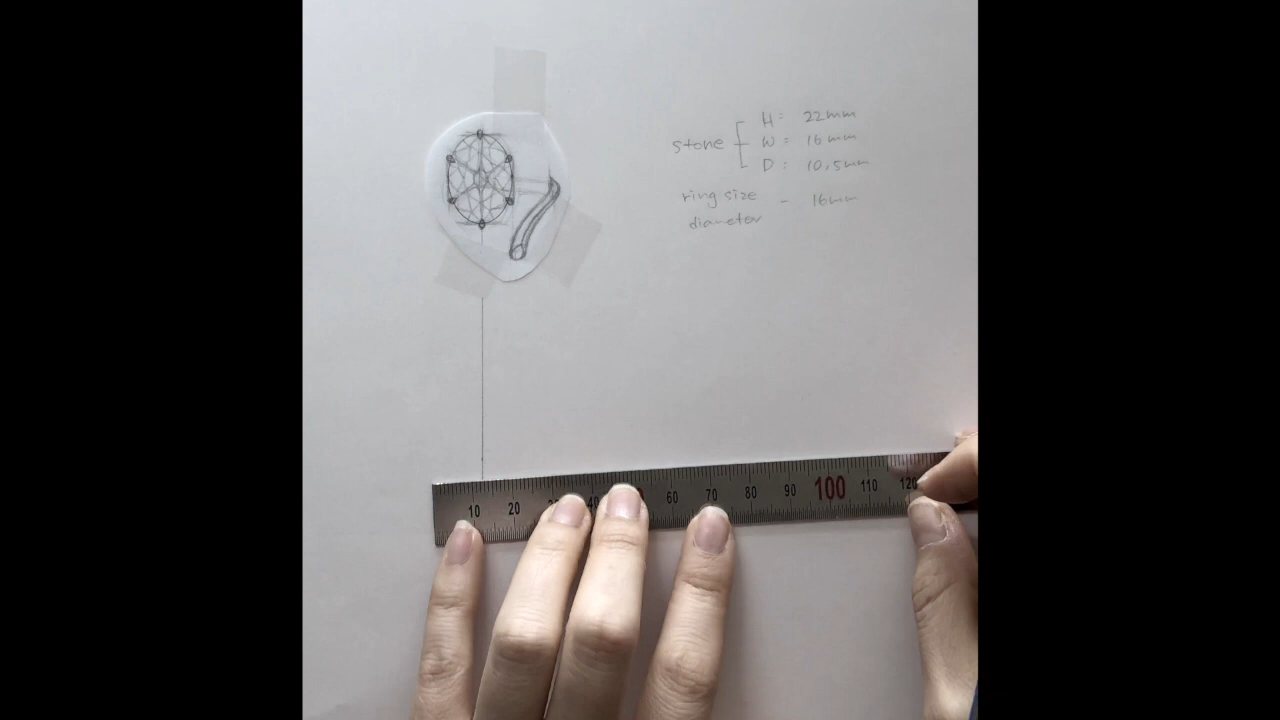 H: 22mm
stone W = 16mm
D: 10,5mm
ring size - 16mm
diameter
10 20 40 60 70 80 90 100 110 120